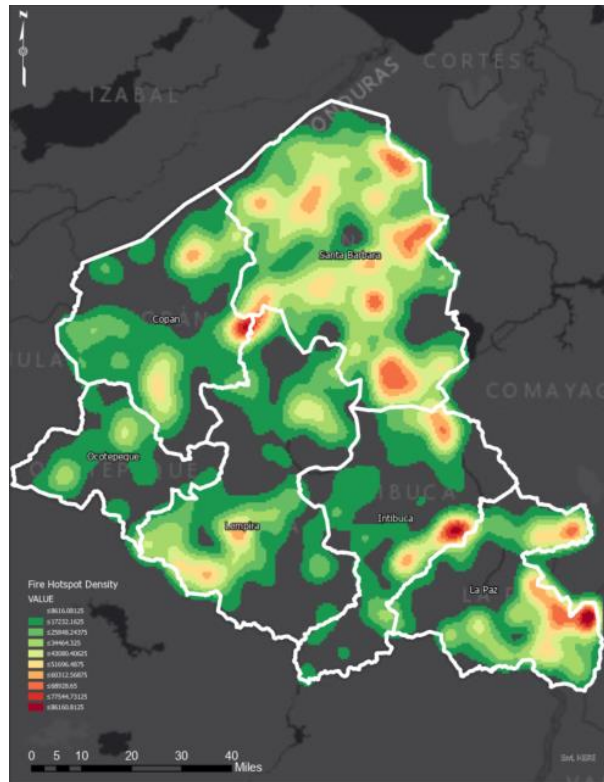 N
CORTES
IZABAL
ONDURAS
Santa Barbara
Copan
COMAYAG
Ocotepeque
IBUCA
Lempira
Intibuca
La Paz
Fire Hotspot Density
VALUE
≤8616.08125
≤17232.1625
≤25848.24375
≤34464.325
≤43080.40625
≤51696.4875
≤60312.56875
≤68928.65
≤77544.73125
≤86160.8125
0 5 10 20 30 40
Miles